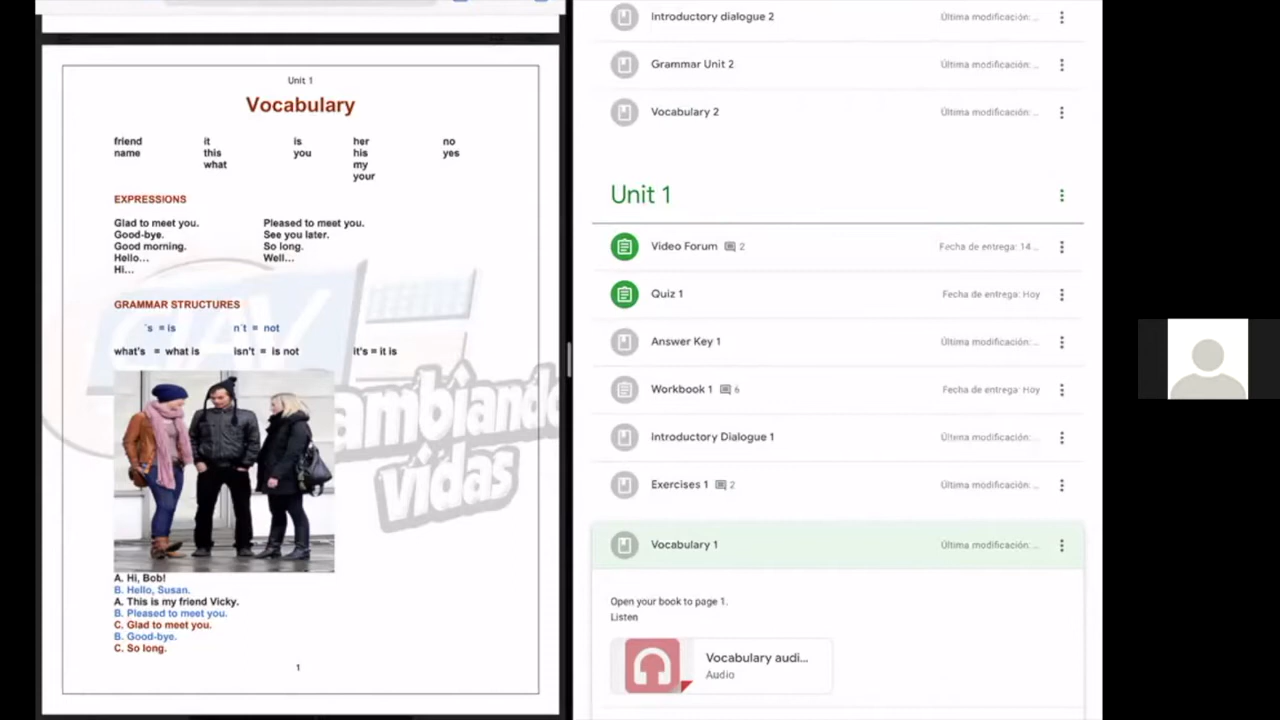 Unit 1
Vocabulary
friend it is her no
name this you his yes
what my
your
EXPRESSIONS
Glad to meet you. Pleased to meet you.
Good-bye. See you later.
Good morning. So long.
Hello... Well...
Hi...
GRAMMAR STRUCTURES
´s = is n´t = not
what's = what is isn't = is not it's = it is
CIAV
ambiando
vidas
A. Hi, Bob!
B. Hello, Susan.
A. This is my friend Vicky.
B. Pleased to meet you.
C. Glad to meet you.
B. Good-bye.
C. So long.
1
Introductory dialogue 2 Última modificación: ...
Grammar Unit 2 Última modificación: ...
Vocabulary 2 Última modificación: ...
Unit 1
Video Forum 2 Fecha de entrega: 14 ...
Quiz 1 Fecha de entrega: Hoy
Answer Key 1 Última modificación: ...
Workbook 1 6 Fecha de entrega: Hoy
Introductory Dialogue 1 Última modificación: ...
Exercises 1 2 Última modificación: ...
Vocabulary 1 Última modificación: ...
Open your book to page 1.
Listen
Vocabulary audi...
Audio